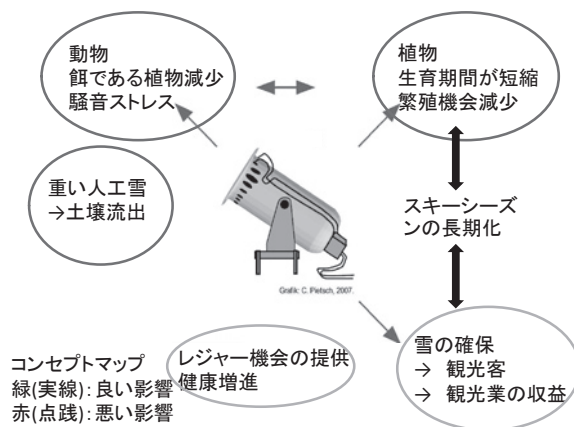 動物
餌である植物減少
騒音ストレス
植物
生育期間が短縮
繁殖機会減少
重い人工雪
→土壌流出
スキーシーズ
ンの長期化
Grafik: C. Pietsch, 2007.
コンセプトマップ
緑(実線): 良い影響
赤(点践): 悪い影響
レジャー機会の提供
健康増進
雪の確保
→ 観光客
→ 観光業の収益